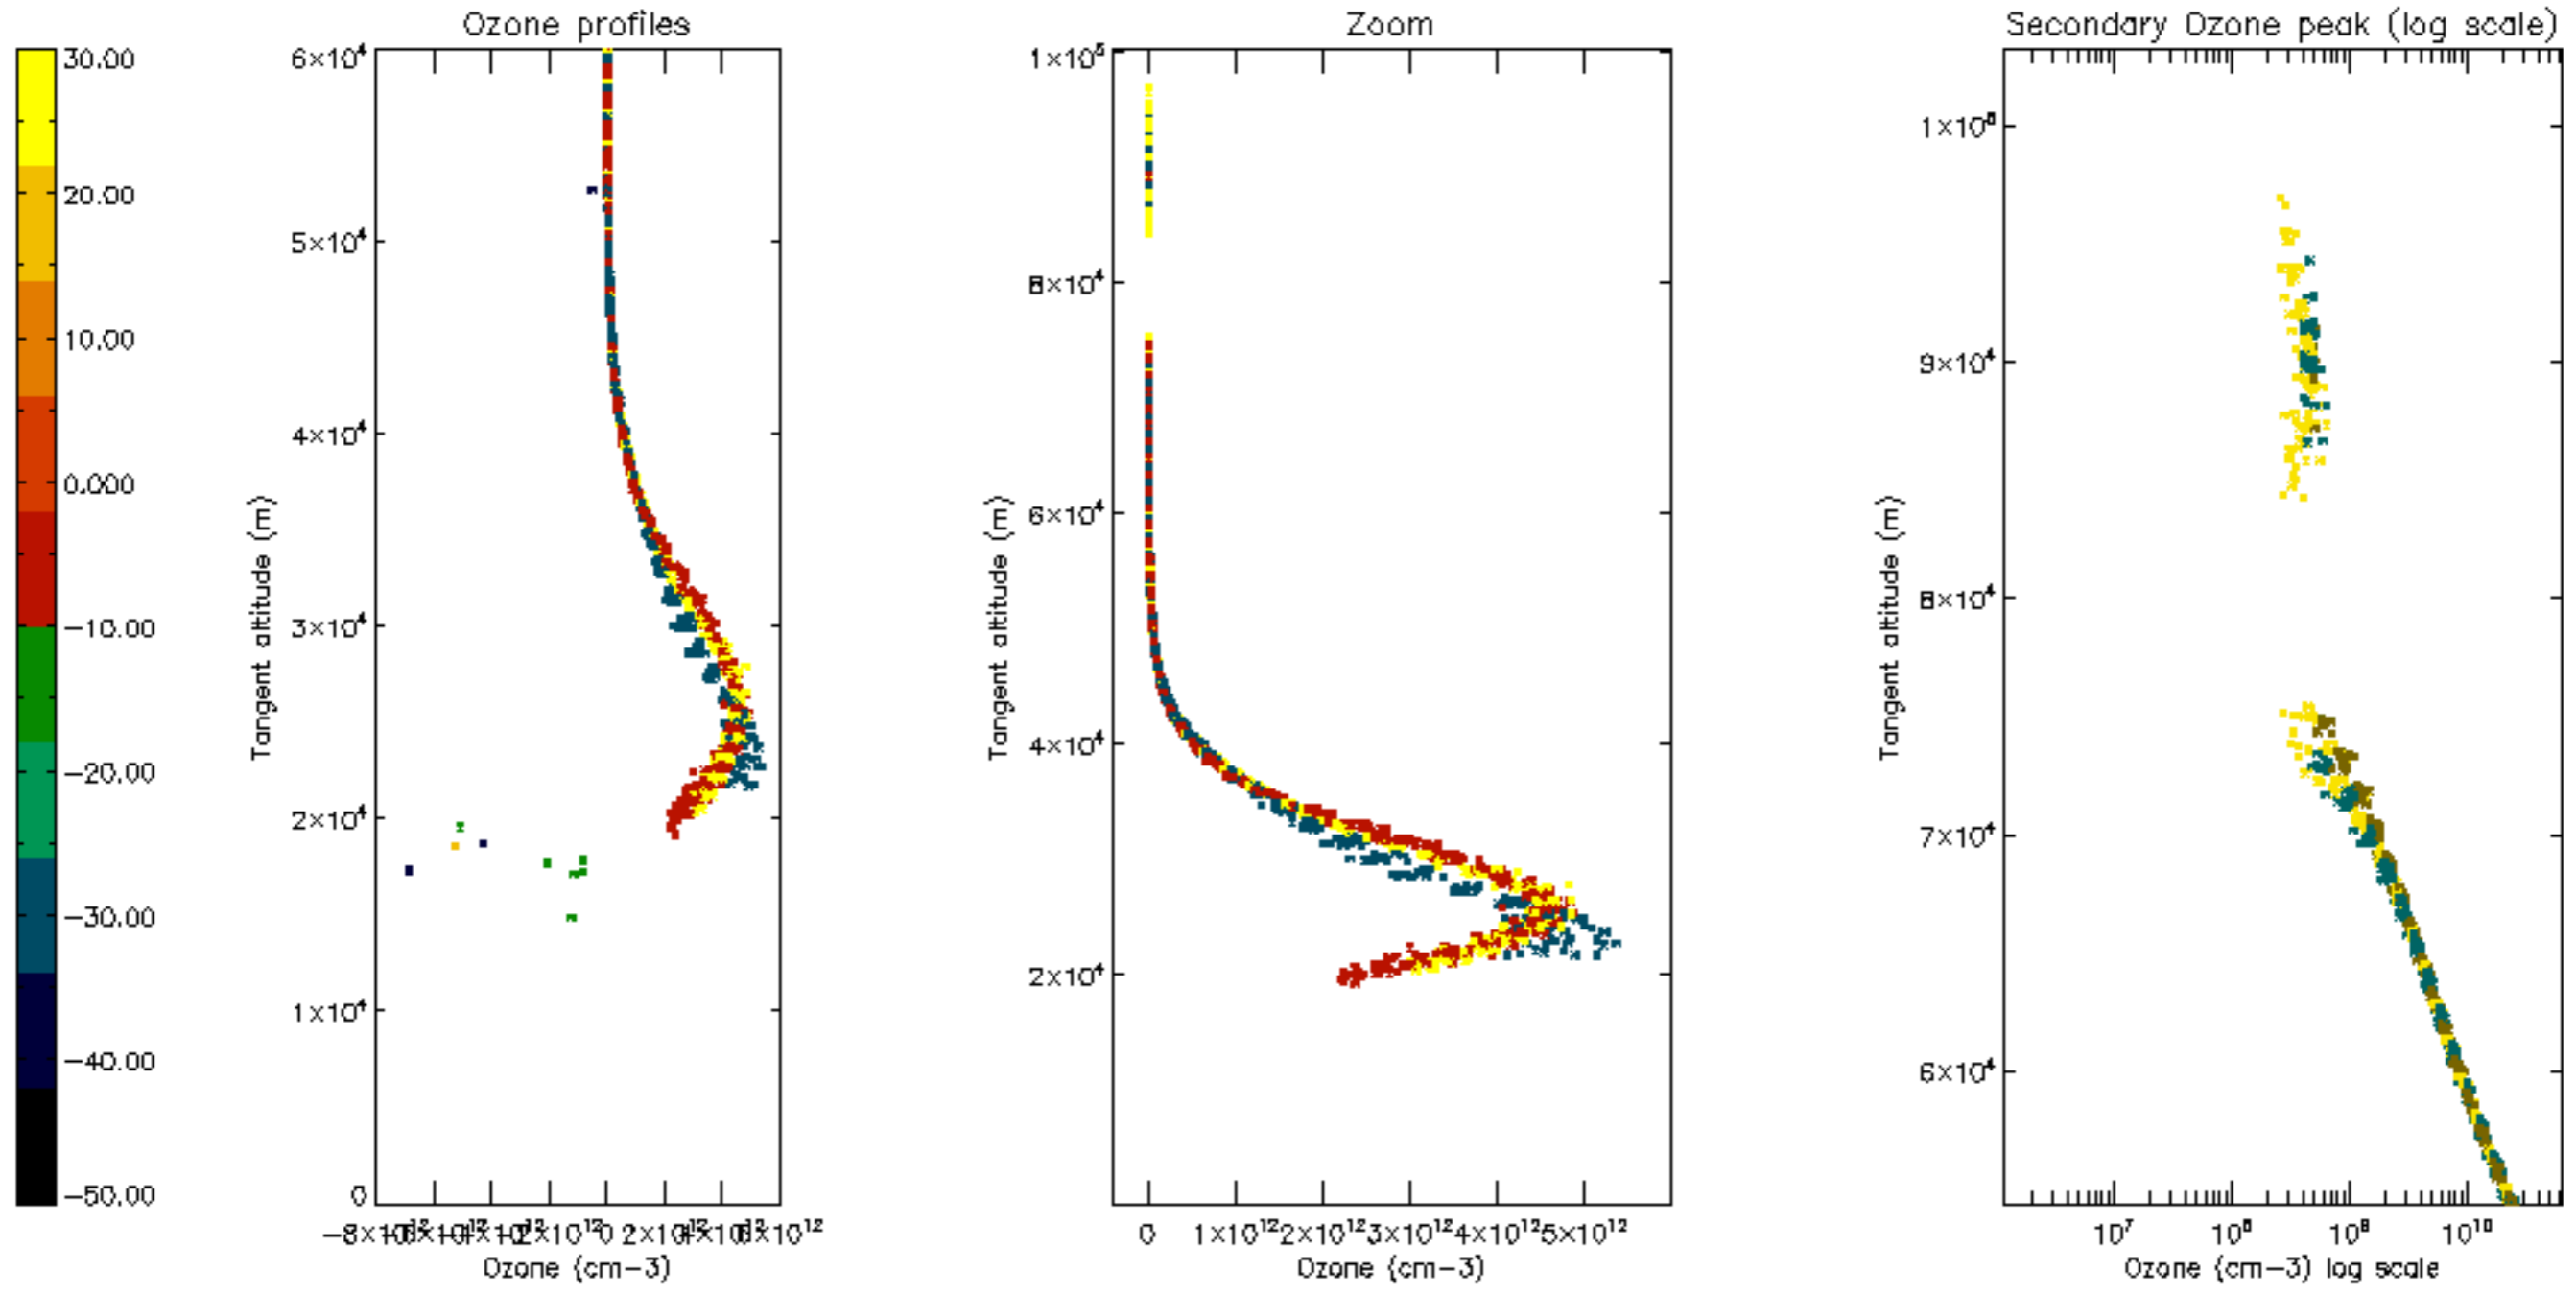 Ozone profiles
Zoom
Secondary Ozone peak (log scale)
30.00
20.00
10.00
0.000
−10.00
−20.00
−30.00
−40.00
−50.00
6×10⁴
5×10⁴
4×10⁴
3×10⁴
2×10⁴
1×10⁴
0
Tangent altitude (m)
0
Ozone (cm−3)
1×10⁵
8×10⁴
6×10⁴
4×10⁴
2×10⁴
Tangent altitude (m)
0 1×10¹² 2×10¹² 3×10¹² 4×10¹² 5×10¹²
Ozone (cm−3)
1×10⁵
9×10⁴
8×10⁴
7×10⁴
6×10⁴
Tangent altitude (m)
10⁷ 10⁸ 10⁹ 10¹⁰
Ozone (cm−3) log scale